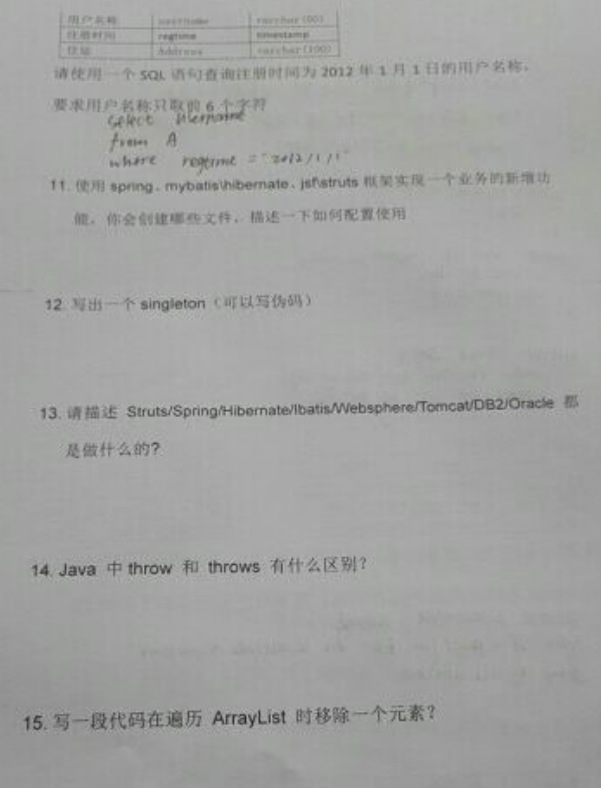 用户名称 username varchar(00)
注册时间 regtime timestamp
住址 Address varchar(100)
请使用一个 SQL 语句查询注册时间为 2012 年 1 月 1 日的用户名称,
要求用户名称只取前 6 个字符
select username
from A
where regtime = "2012/1/1"
11. 使用 spring、mybatis\hibernate、jsf\struts 框架实现一个业务的新增功
能，你会创建哪些文件，描述一下如何配置使用
12. 写出一个 singleton（可以写伪码）
13. 请描述 Struts/Spring/Hibernate/Ibatis/Websphere/Tomcat/DB2/Oracle 都
是做什么的?
14. Java 中 throw 和 throws 有什么区别?
15. 写一段代码在遍历 ArrayList 时移除一个元素?